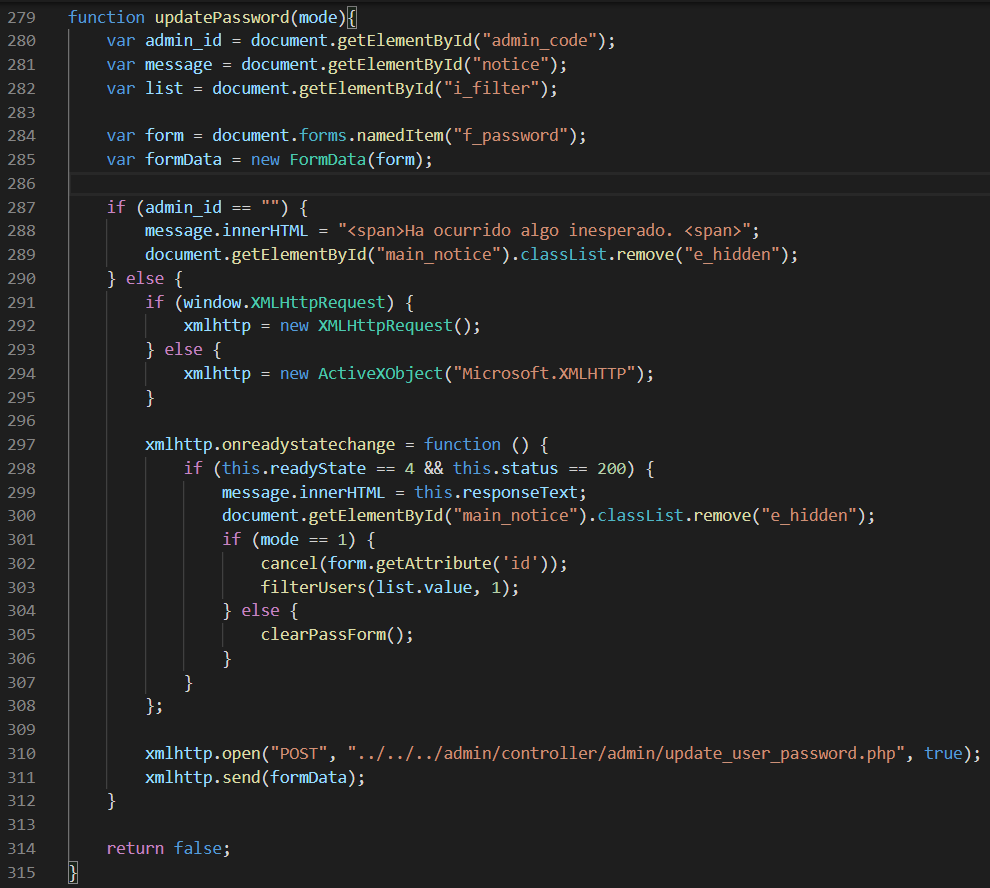 279 function updatePassword(mode){
280 var admin_id = document.getElementById("admin_code");
281 var message = document.getElementById("notice");
282 var list = document.getElementById("i_filter");
283
284 var form = document.forms.namedItem("f_password");
285 var formData = new FormData(form);
286
287 if (admin_id == "") {
288 message.innerHTML = "<span>Ha ocurrido algo inesperado. <span>";
289 document.getElementById("main_notice").classList.remove("e_hidden");
290 } else {
291 if (window.XMLHttpRequest) {
292 xmlhttp = new XMLHttpRequest();
293 } else {
294 xmlhttp = new ActiveXObject("Microsoft.XMLHTTP");
295 }
296
297 xmlhttp.onreadystatechange = function () {
298 if (this.readyState == 4 && this.status == 200) {
299 message.innerHTML = this.responseText;
300 document.getElementById("main_notice").classList.remove("e_hidden");
301 if (mode == 1) {
302 cancel(form.getAttribute('id'));
303 filterUsers(list.value, 1);
304 } else {
305 clearPassForm();
306 }
307 }
308 };
309
310 xmlhttp.open("POST", "../../../admin/controller/admin/update_user_password.php", true);
311 xmlhttp.send(formData);
312 }
313
314 return false;
315 }